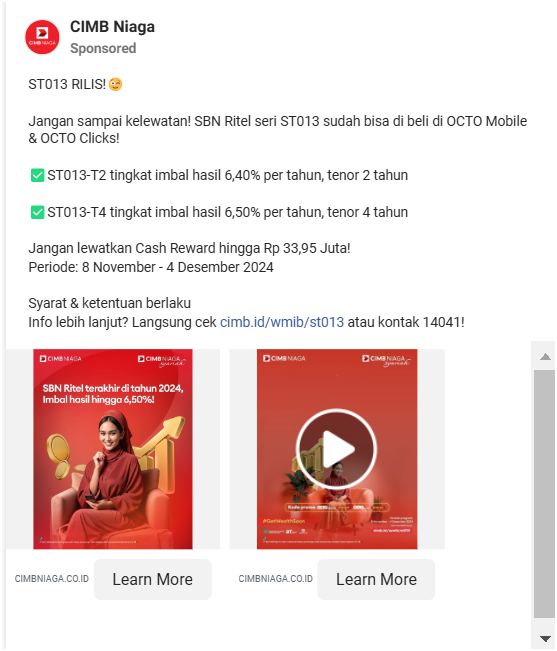 CIMB Niaga
Sponsored
ST013 RILIS!😉
Jangan sampai kelewatan! SBN Ritel seri ST013 sudah bisa di beli di OCTO Mobile
& OCTO Clicks!
✅ST013-T2 tingkat imbal hasil 6,40% per tahun, tenor 2 tahun
✅ST013-T4 tingkat imbal hasil 6,50% per tahun, tenor 4 tahun
Jangan lewatkan Cash Reward hingga Rp 33,95 Juta!
Periode: 8 November - 4 Desember 2024
Syarat & ketentuan berlaku
Info lebih lanjut? Langsung cek cimb.id/wmib/st013 atau kontak 14041!
CIMB NIAGA
CIMB NIAGA syariah
SBN Ritel terakhir di tahun 2024,
Imbal hasil hingga 6,50%!
CIMB NIAGA
CIMB NIAGA syariah
Kode promo
#GetWealthSoon
CIMBNIAGA.CO.ID
Learn More
CIMBNIAGA.CO.ID
Learn More